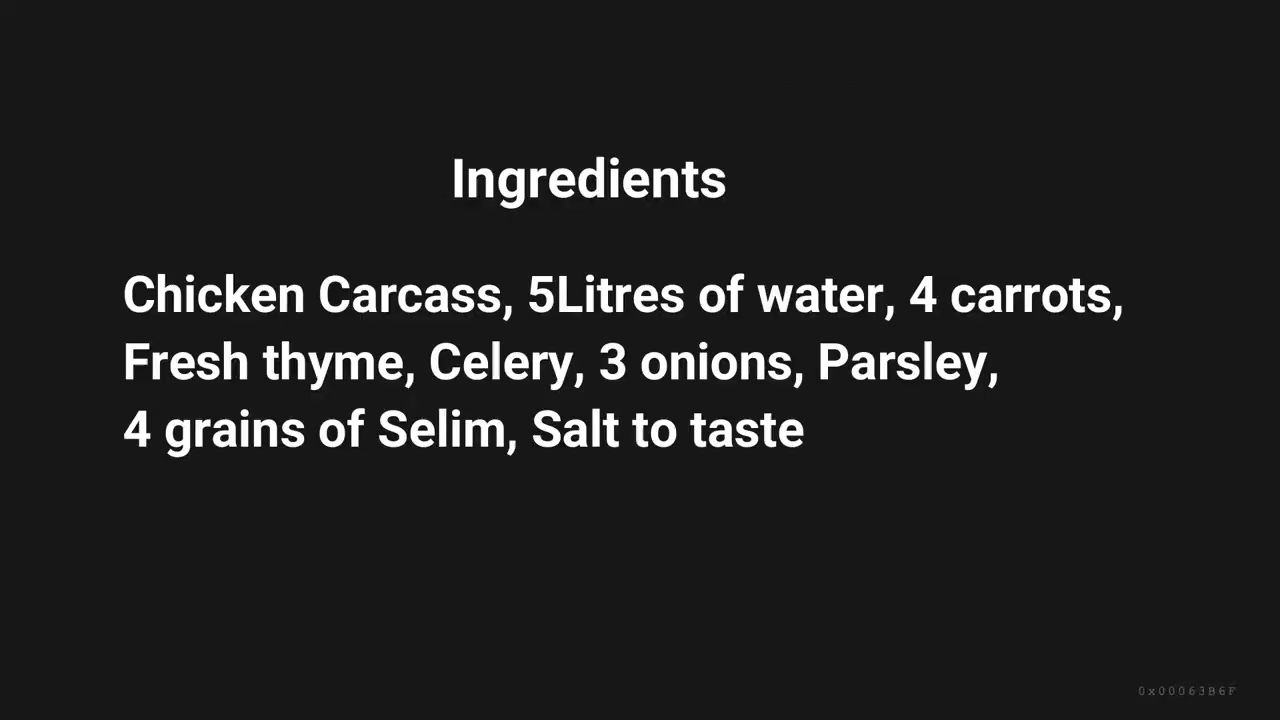 Ingredients
Chicken Carcass, 5Litres of water, 4 carrots,
Fresh thyme, Celery, 3 onions, Parsley,
4 grains of Selim, Salt to taste
0x00063B6F